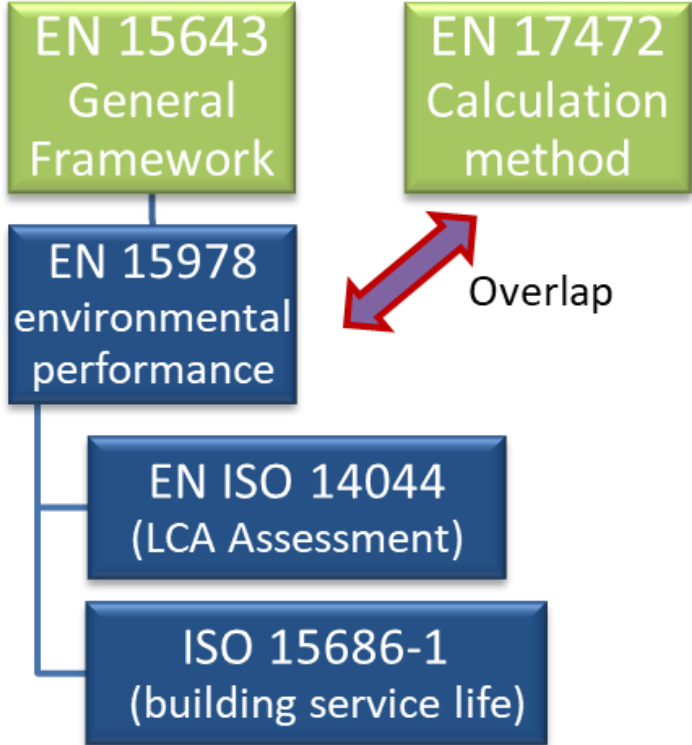 EN 15643
General
Framework
EN 17472
Calculation
method
EN 15978
environmental
performance
Overlap
EN ISO 14044
(LCA Assessment)
ISO 15686-1
(building service life)